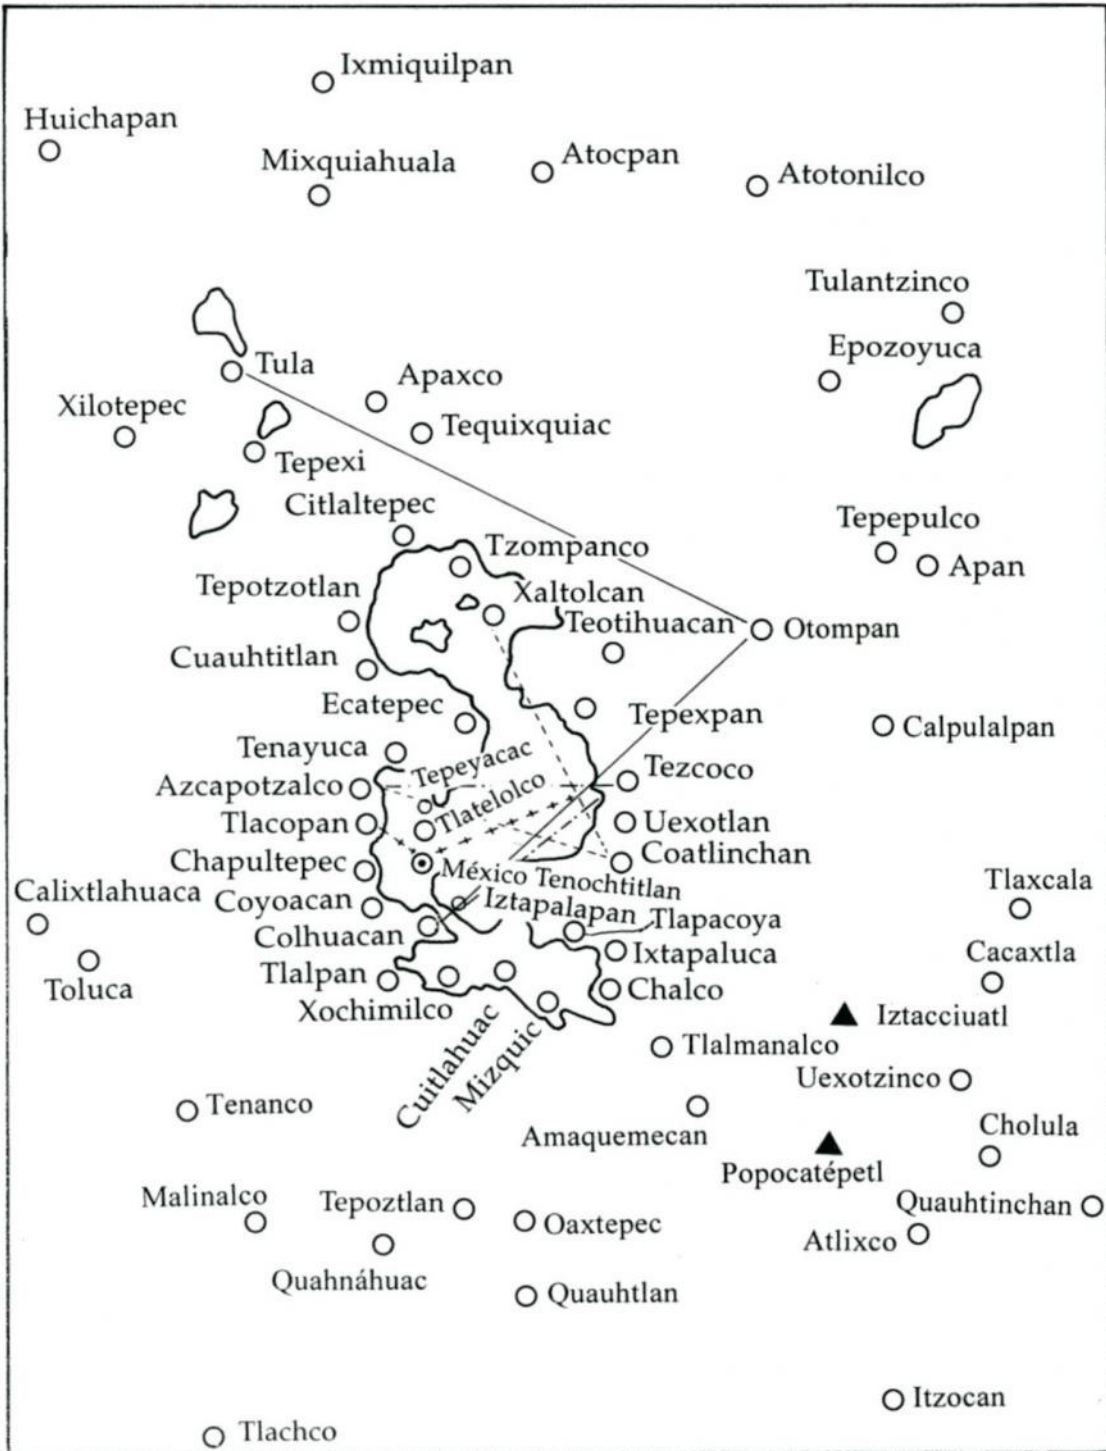 Ixmiquilpan
Huichapan
Mixquiahuala
Atocpan
Atotonilco
Tulantzinco
Epozoyuca
Tula
Apaxco
Xilotepec
Tequixquiac
Tepexi
Citlaltepec
Tepepulco
Tzompanco
Apan
Tepotzotlan
Xaltolcan
Teotihuacan
Otompan
Cuauhtitlan
Ecatepec
Tepexpan
Calpulalpan
Tenayuca
Tepeyacac
Tezcoco
Azcapotzalco
Tlatelolco
Tlacopan
Uexotlan
Chapultepec
Coatlinchan
México Tenochtitlan
Tlaxcala
Calixtlahuaca
Coyoacan
Iztapalapan
Tlapacoya
Colhuacan
Ixtapaluca
Cacaxtla
Toluca
Tlalpan
Chalco
Xochimilco
Iztacciuatl
Cuitlahuac
Mizquic
Tlalmanalco
Uexotzinco
Tenanco
Amaquemecan
Cholula
Popocatépetl
Malinalco
Tepoztlan
Oaxtepec
Quauhtinchan
Atlixco
Quahnáhuac
Quauhtlan
Itzocan
Tlachco